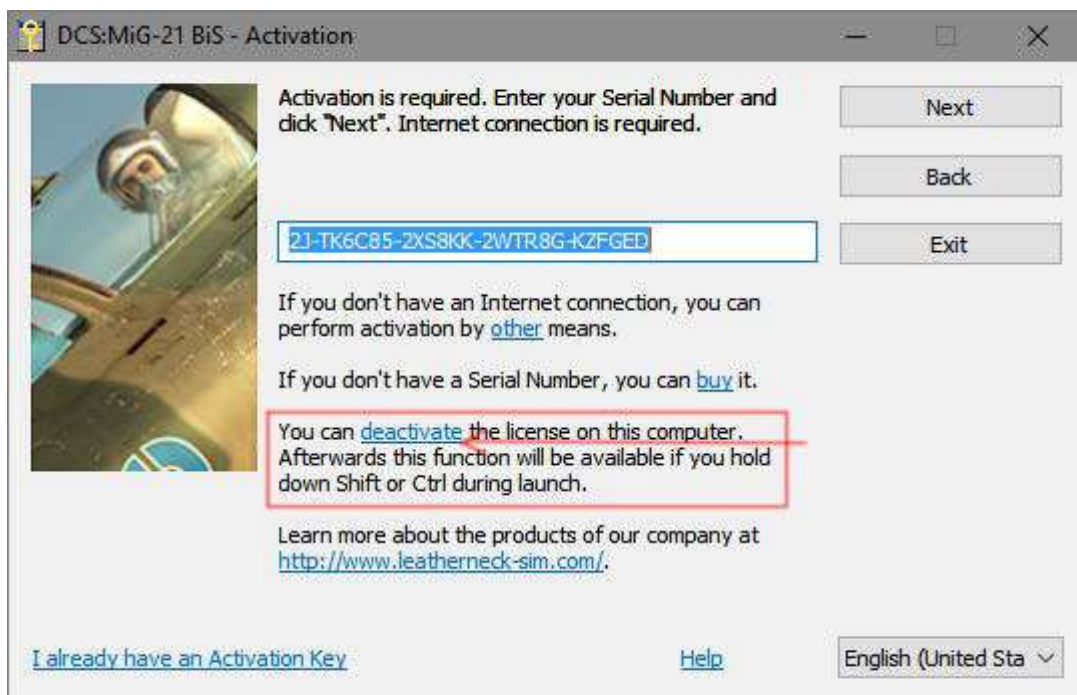 DCS:MiG-21 BiS - Activation
Activation is required. Enter your Serial Number and
click "Next". Internet connection is required.
Next
Back
2J-TK6C85-2XS8KK-2WTR8G-KZFGED
Exit
If you don't have an Internet connection, you can
perform activation by other means.
If you don't have a Serial Number, you can buy it.
You can deactivate the license on this computer.
Afterwards this function will be available if you hold
down Shift or Ctrl during launch.
Learn more about the products of our company at
http://www.leatherneck-sim.com/.
I already have an Activation Key
Help
English (United Sta